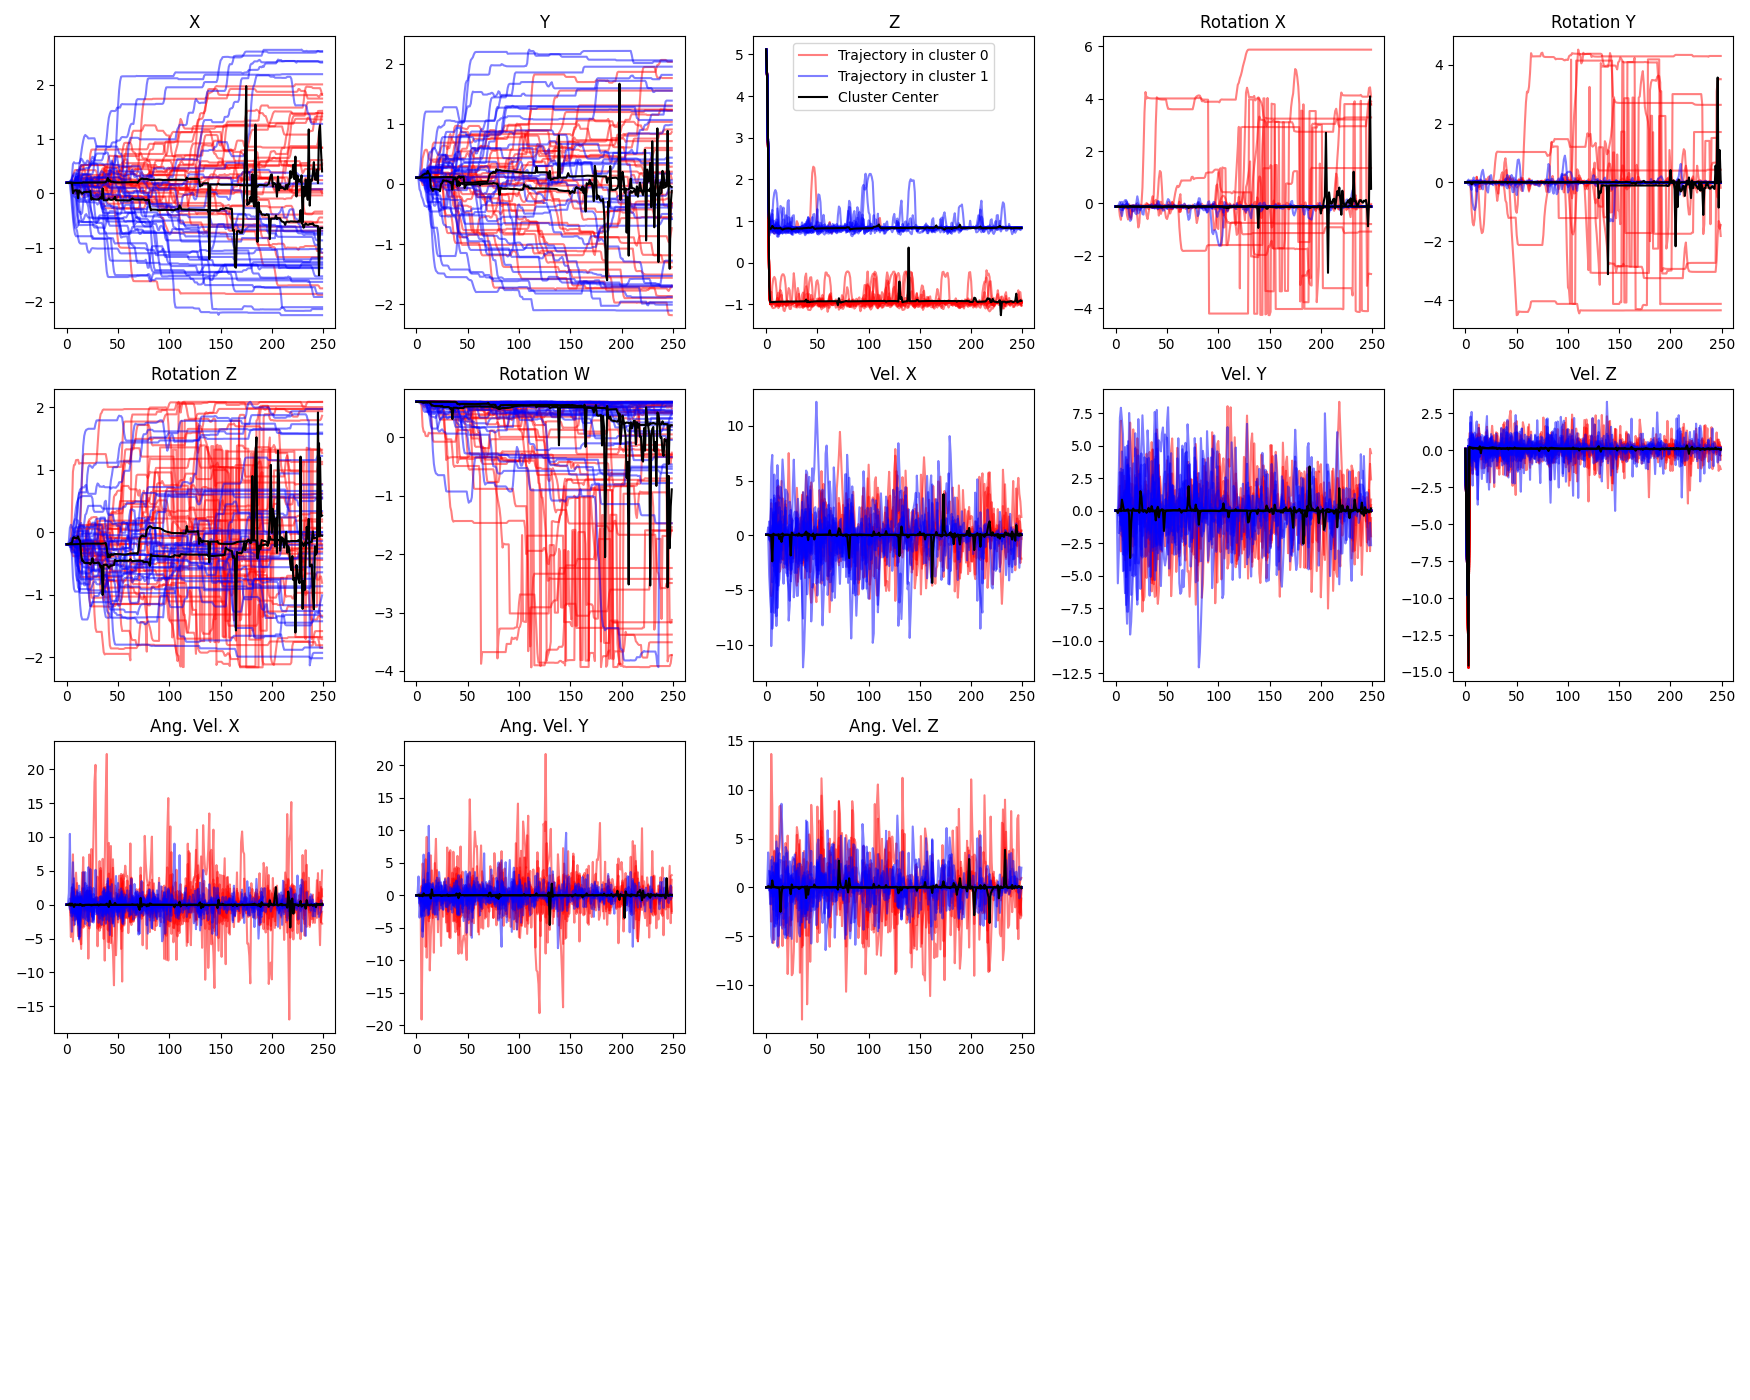 X
Y
Z
Rotation X
Rotation Y
2
1
0
−1
−2
0 50 100 150 200 250
2
1
0
−1
−2
0 50 100 150 200 250
5
4
3
2
1
0
−1
0 50 100 150 200 250
Trajectory in cluster 0
Trajectory in cluster 1
Cluster Center
6
4
2
0
−2
−4
0 50 100 150 200 250
4
2
0
−2
−4
0 50 100 150 200 250
Rotation Z
Rotation W
Vel. X
Vel. Y
Vel. Z
2
1
0
−1
−2
0 50 100 150 200 250
0
−1
−2
−3
−4
0 50 100 150 200 250
10
5
0
−5
−10
0 50 100 150 200 250
7.5
5.0
2.5
0.0
−2.5
−5.0
−7.5
−10.0
−12.5
0 50 100 150 200 250
2.5
0.0
−2.5
−5.0
−7.5
−10.0
−12.5
−15.0
0 50 100 150 200 250
Ang. Vel. X
Ang. Vel. Y
Ang. Vel. Z
20
15
10
5
0
−5
−10
−15
0 50 100 150 200 250
20
15
10
5
0
−5
−10
−15
−20
0 50 100 150 200 250
15
10
5
0
−5
−10
0 50 100 150 200 250